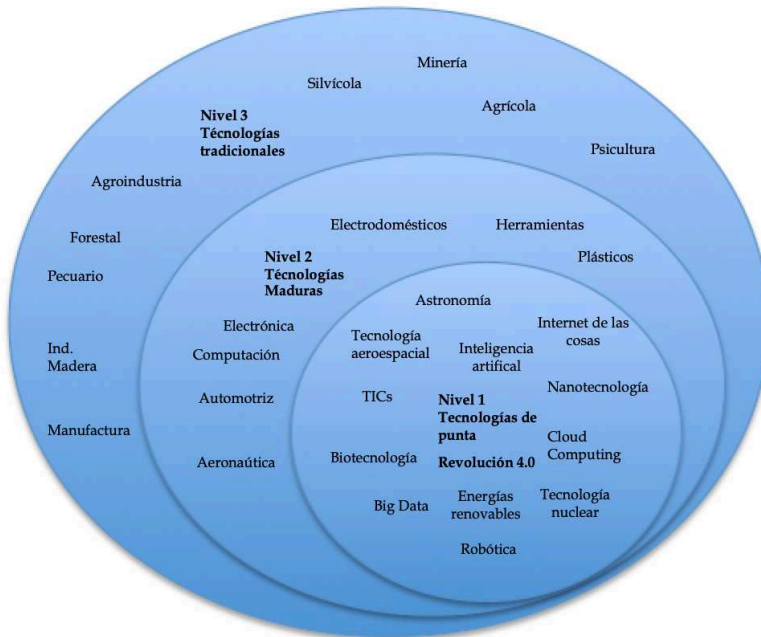 Minería
Silvícola
Agrícola
Nivel 3
Técnologías
tradicionales
Psicultura
Agroindustria
Forestal
Pecuario
Ind.
Madera
Manufactura
Electrodomésticos
Herramientas
Nivel 2
Técnologías
Maduras
Plásticos
Electrónica
Computación
Automotriz
Aeronaútica
Astronomía
Internet de las
cosas
Tecnología
aeroespacial
Inteligencia
artifical
Nanotecnología
TICs
Nivel 1
Tecnologías de
punta
Revolución 4.0
Cloud
Computing
Biotecnología
Big Data
Energías
renovables
Tecnología
nuclear
Robótica